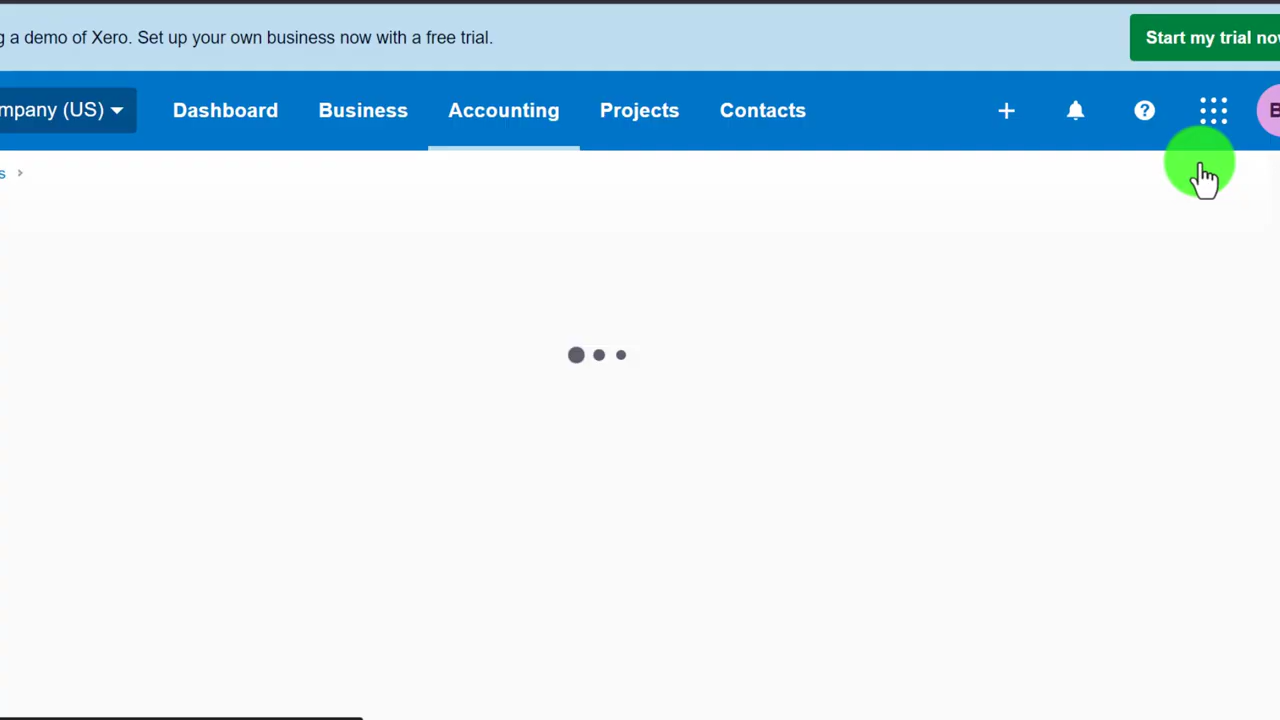 g a demo of Xero. Set up your own business now with a free trial.
Start my trial now
mpany (US)
Dashboard
Business
Accounting
Projects
Contacts
s